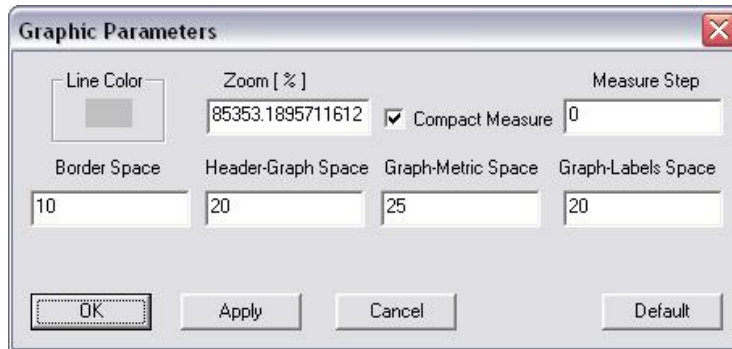 Graphic Parameters
Line Color
Zoom [ % ]
Measure Step
85353.1895711612
Compact Measure
0
Border Space
Header-Graph Space
Graph-Metric Space
Graph-Labels Space
10
20
25
20
OK
Apply
Cancel
Default